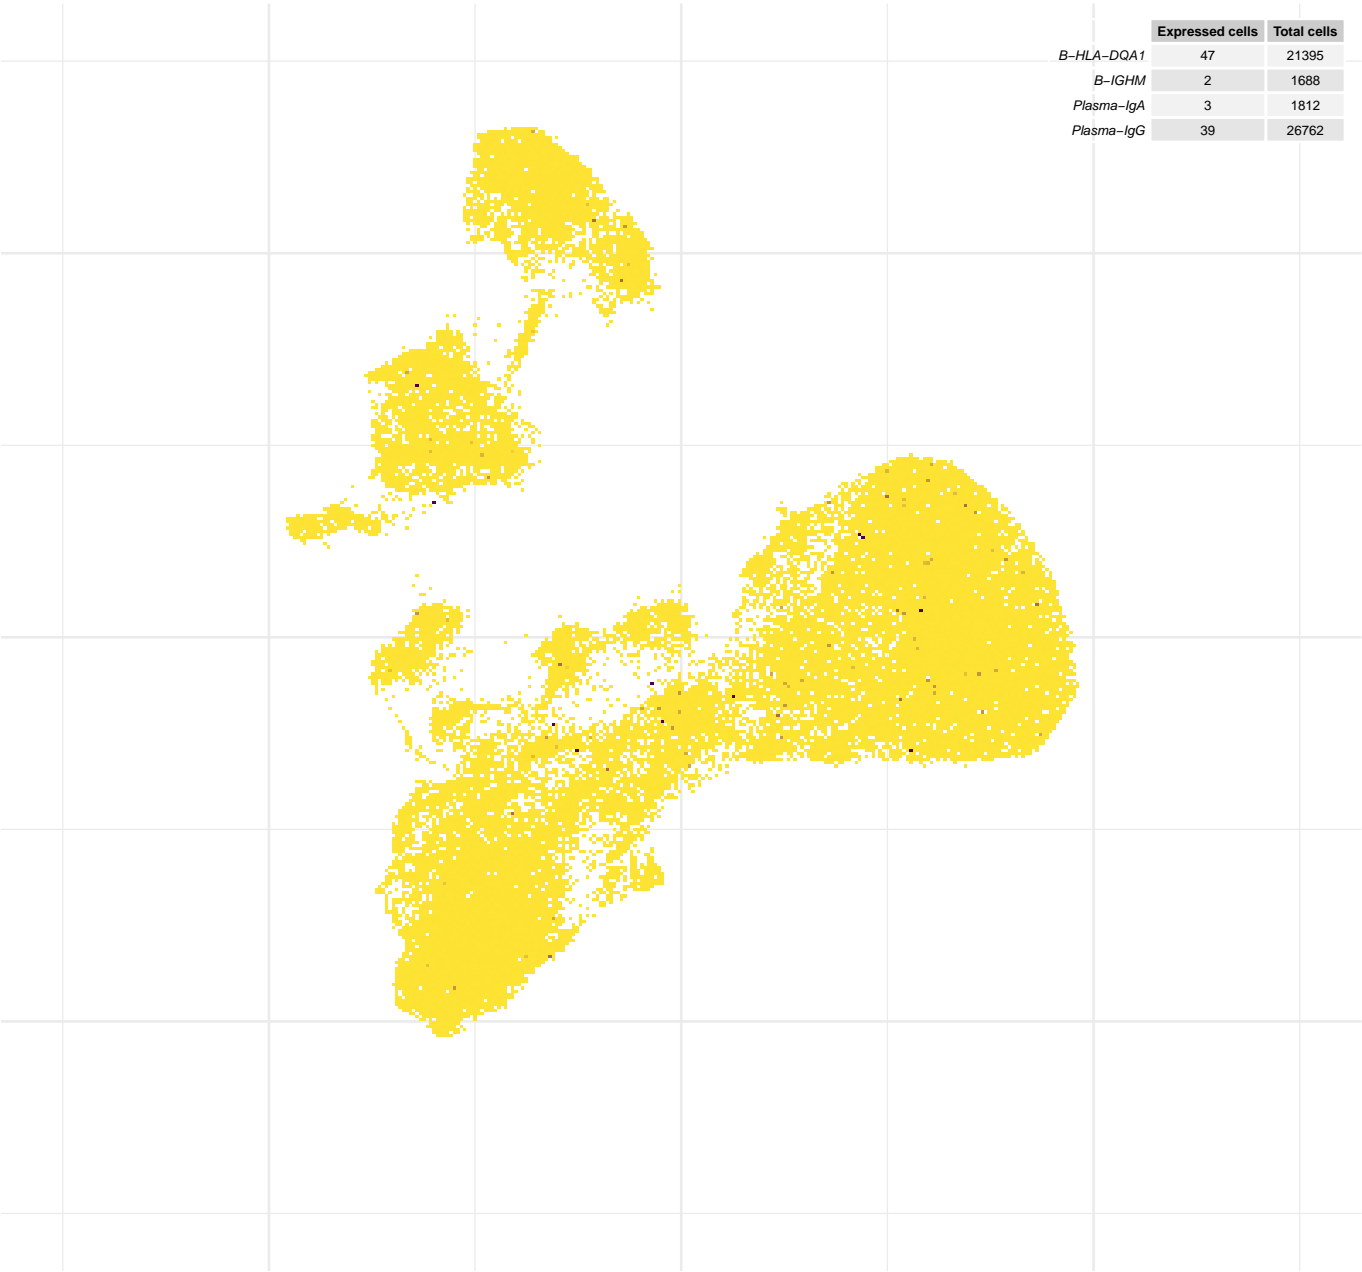 Expressed cells Total cells
B−HLA−DQA1 47 21395
B−IGHM 2 1688
Plasma−IgA 3 1812
Plasma−IgG 39 26762